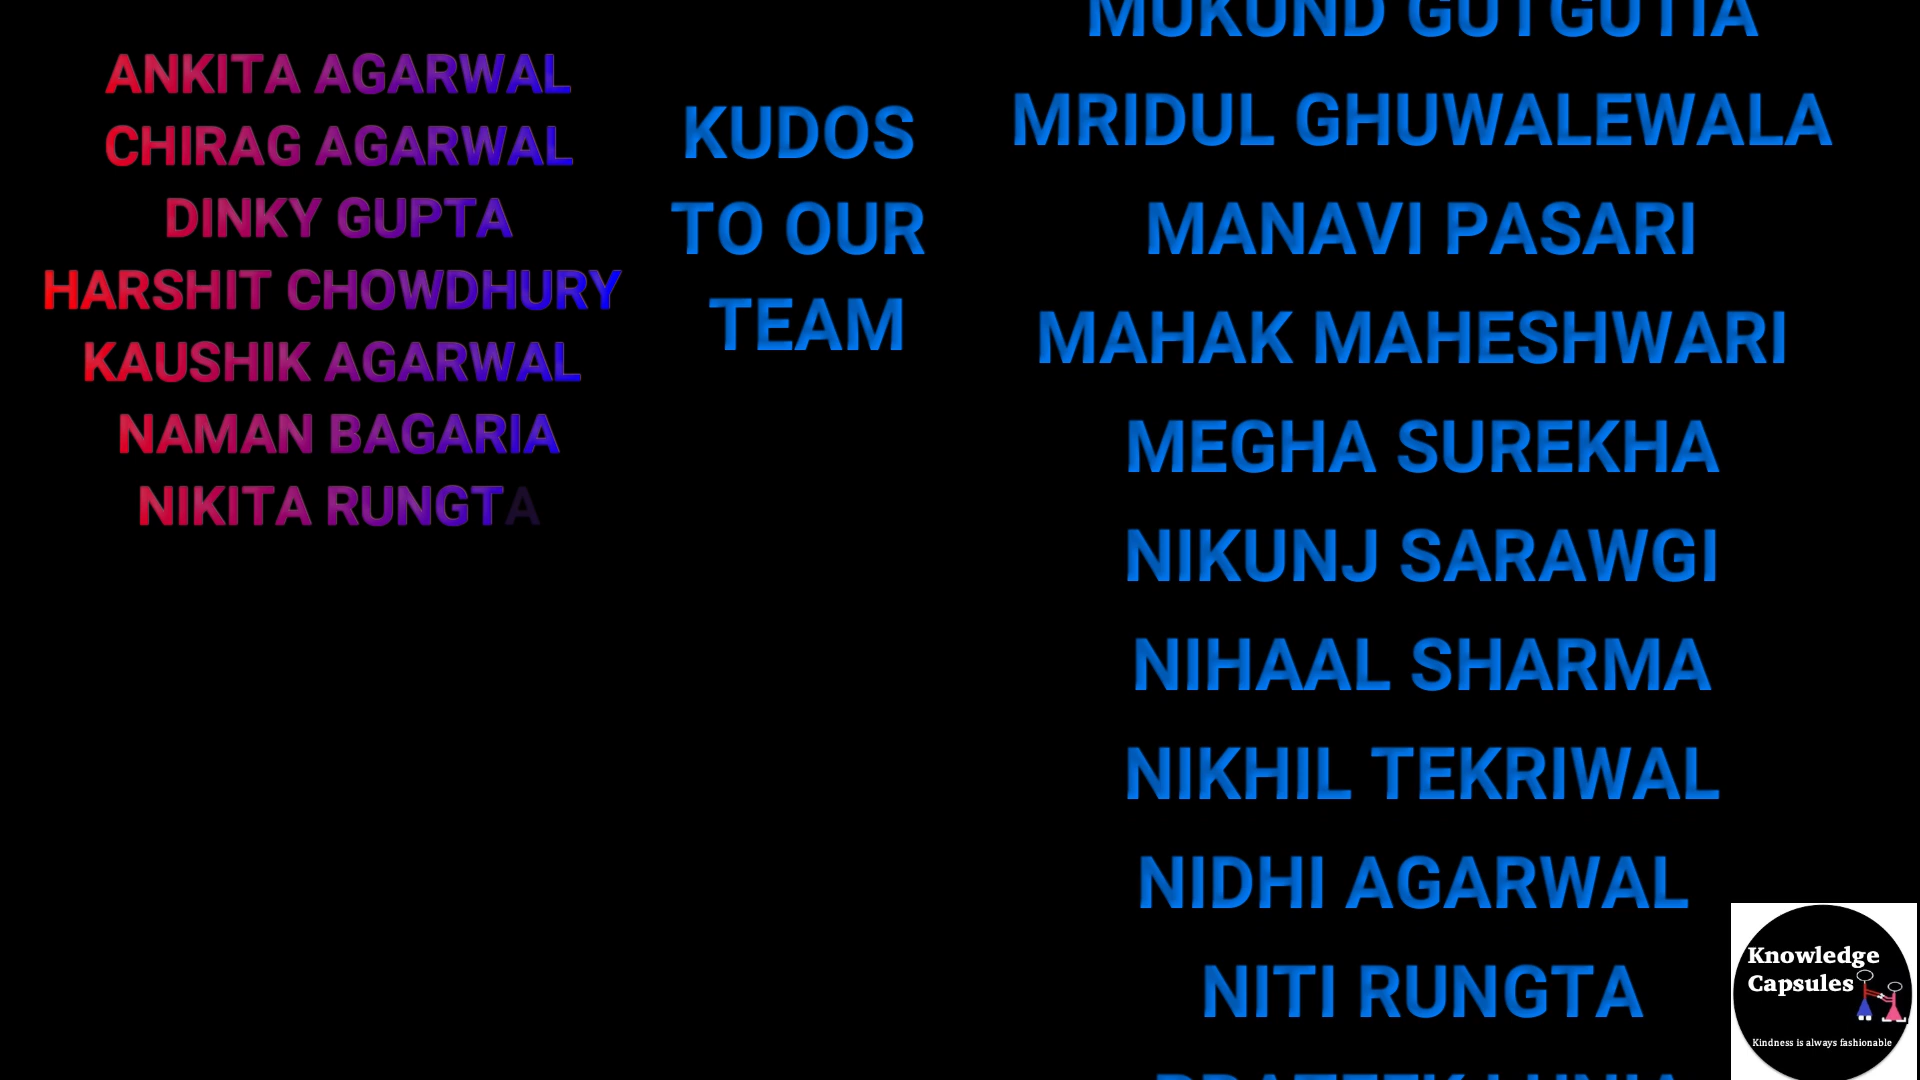 ANKITA AGARWAL
CHIRAG AGARWAL
DINKY GUPTA
HARSHIT CHOWDHURY
KAUSHIK AGARWAL
NAMAN BAGARIA
NIKITA RUNGTA
KUDOS
TO OUR
TEAM
MUKUND GUTGUTIA
MRIDUL GHUWALEWALA
MANAVI PASARI
MAHAK MAHESHWARI
MEGHA SUREKHA
NIKUNJ SARAWGI
NIHAAL SHARMA
NIKHIL TEKRIWAL
NIDHI AGARWAL
NITI RUNGTA
Knowledge
Capsules
Kindness is always fashionable